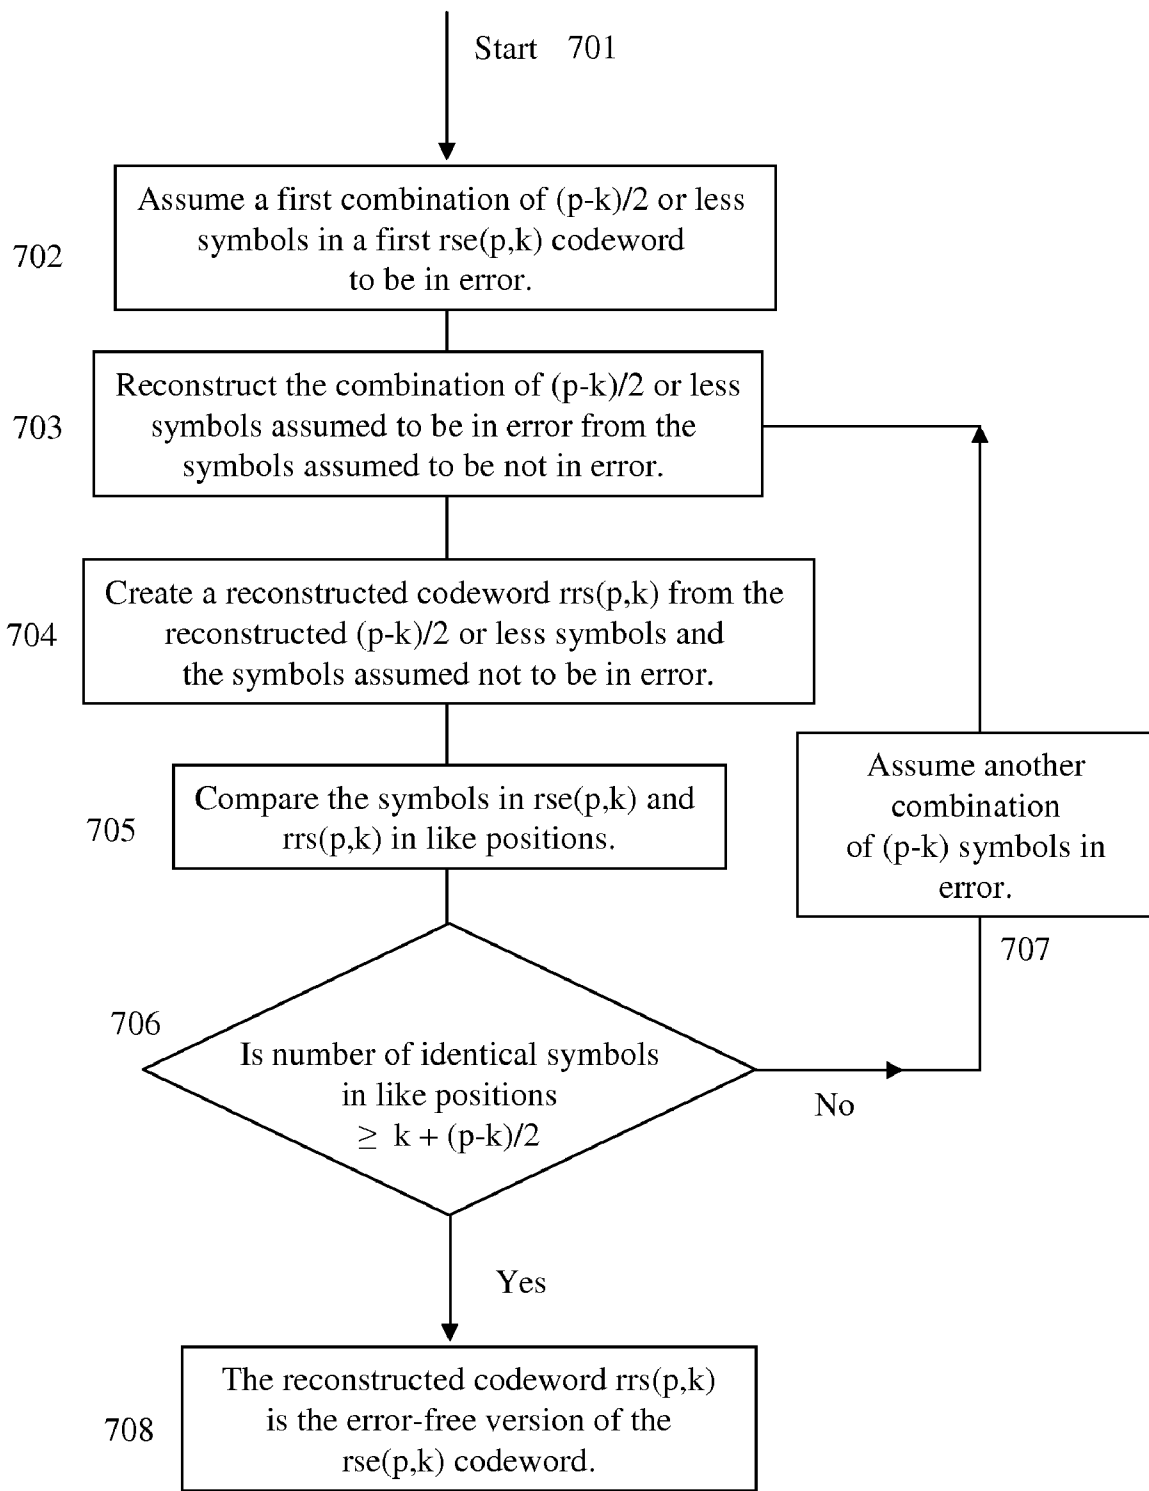 Start 701
Assume a first combination of (p-k)/2 or less
symbols in a first rse(p,k) codeword
to be in error.
702
Reconstruct the combination of (p-k)/2 or less
symbols assumed to be in error from the
symbols assumed to be not in error.
703
Create a reconstructed codeword rrs(p,k) from the
reconstructed (p-k)/2 or less symbols and
the symbols assumed not to be in error.
704
Compare the symbols in rse(p,k) and
rrs(p,k) in like positions.
705
Assume another
combination
of (p-k) symbols in
error.
707
706
Is number of identical symbols
in like positions
≥ k + (p-k)/2
No
Yes
The reconstructed codeword rrs(p,k)
is the error-free version of the
rse(p,k) codeword.
708